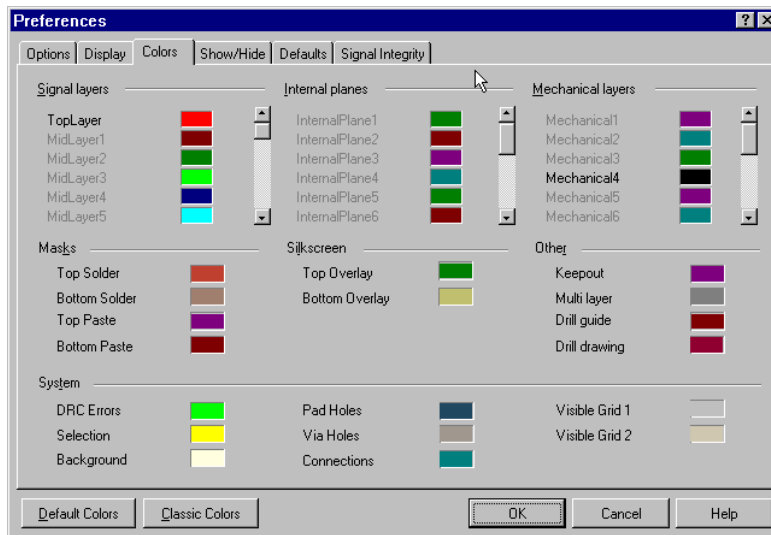 Preferences
Options Display Colors Show/Hide Defaults Signal Integrity
Signal layers
TopLayer
MidLayer1
MidLayer2
MidLayer3
MidLayer4
MidLayer5
Internal planes
InternalPlane1
InternalPlane2
InternalPlane3
InternalPlane4
InternalPlane5
InternalPlane6
Mechanical layers
Mechanical1
Mechanical2
Mechanical3
Mechanical4
Mechanical5
Mechanical6
Masks
Top Solder
Bottom Solder
Top Paste
Bottom Paste
Silkscreen
Top Overlay
Bottom Overlay
Other
Keepout
Multi layer
Drill guide
Drill drawing
System
DRC Errors
Selection
Background
Pad Holes
Via Holes
Connections
Visible Grid 1
Visible Grid 2
Default Colors Classic Colors OK Cancel Help